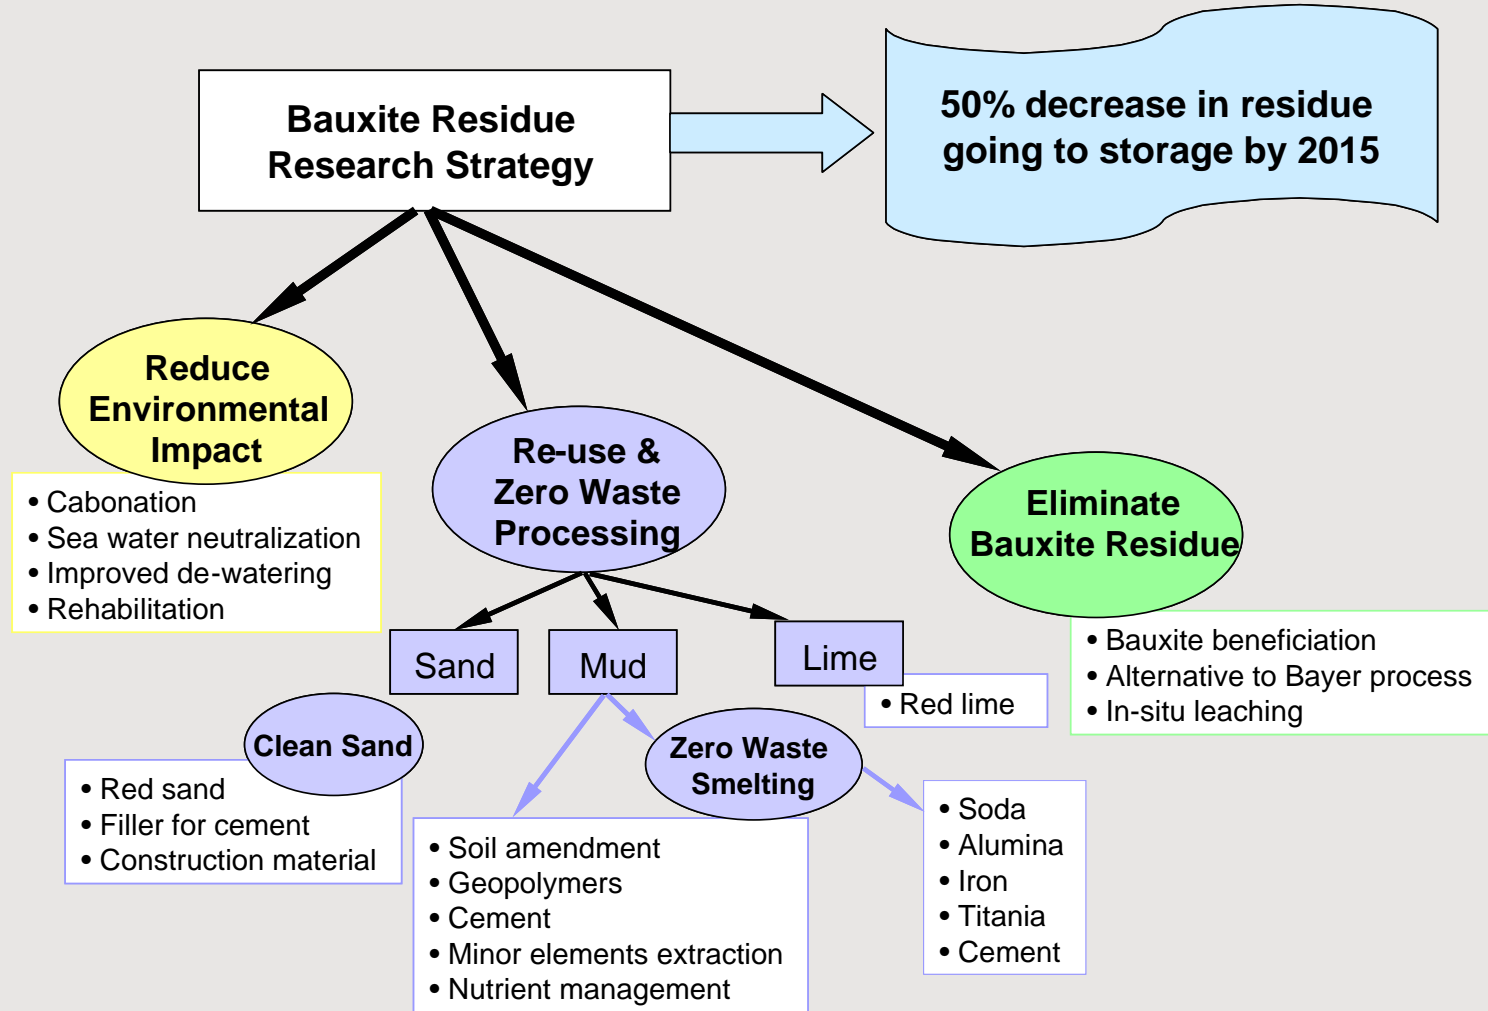 Bauxite Residue
Research Strategy
50% decrease in residue
going to storage by 2015
Reduce
Environmental
Impact
• Cabonation
• Sea water neutralization
• Improved de-watering
• Rehabilitation
Re-use &
Zero Waste
Processing
Eliminate
Bauxite Residue
• Bauxite beneficiation
• Alternative to Bayer process
• In-situ leaching
Sand
Mud
Lime
• Red lime
Clean Sand
• Red sand
• Filler for cement
• Construction material
Zero Waste
Smelting
• Soil amendment
• Geopolymers
• Cement
• Minor elements extraction
• Nutrient management
• Soda
• Alumina
• Iron
• Titania
• Cement